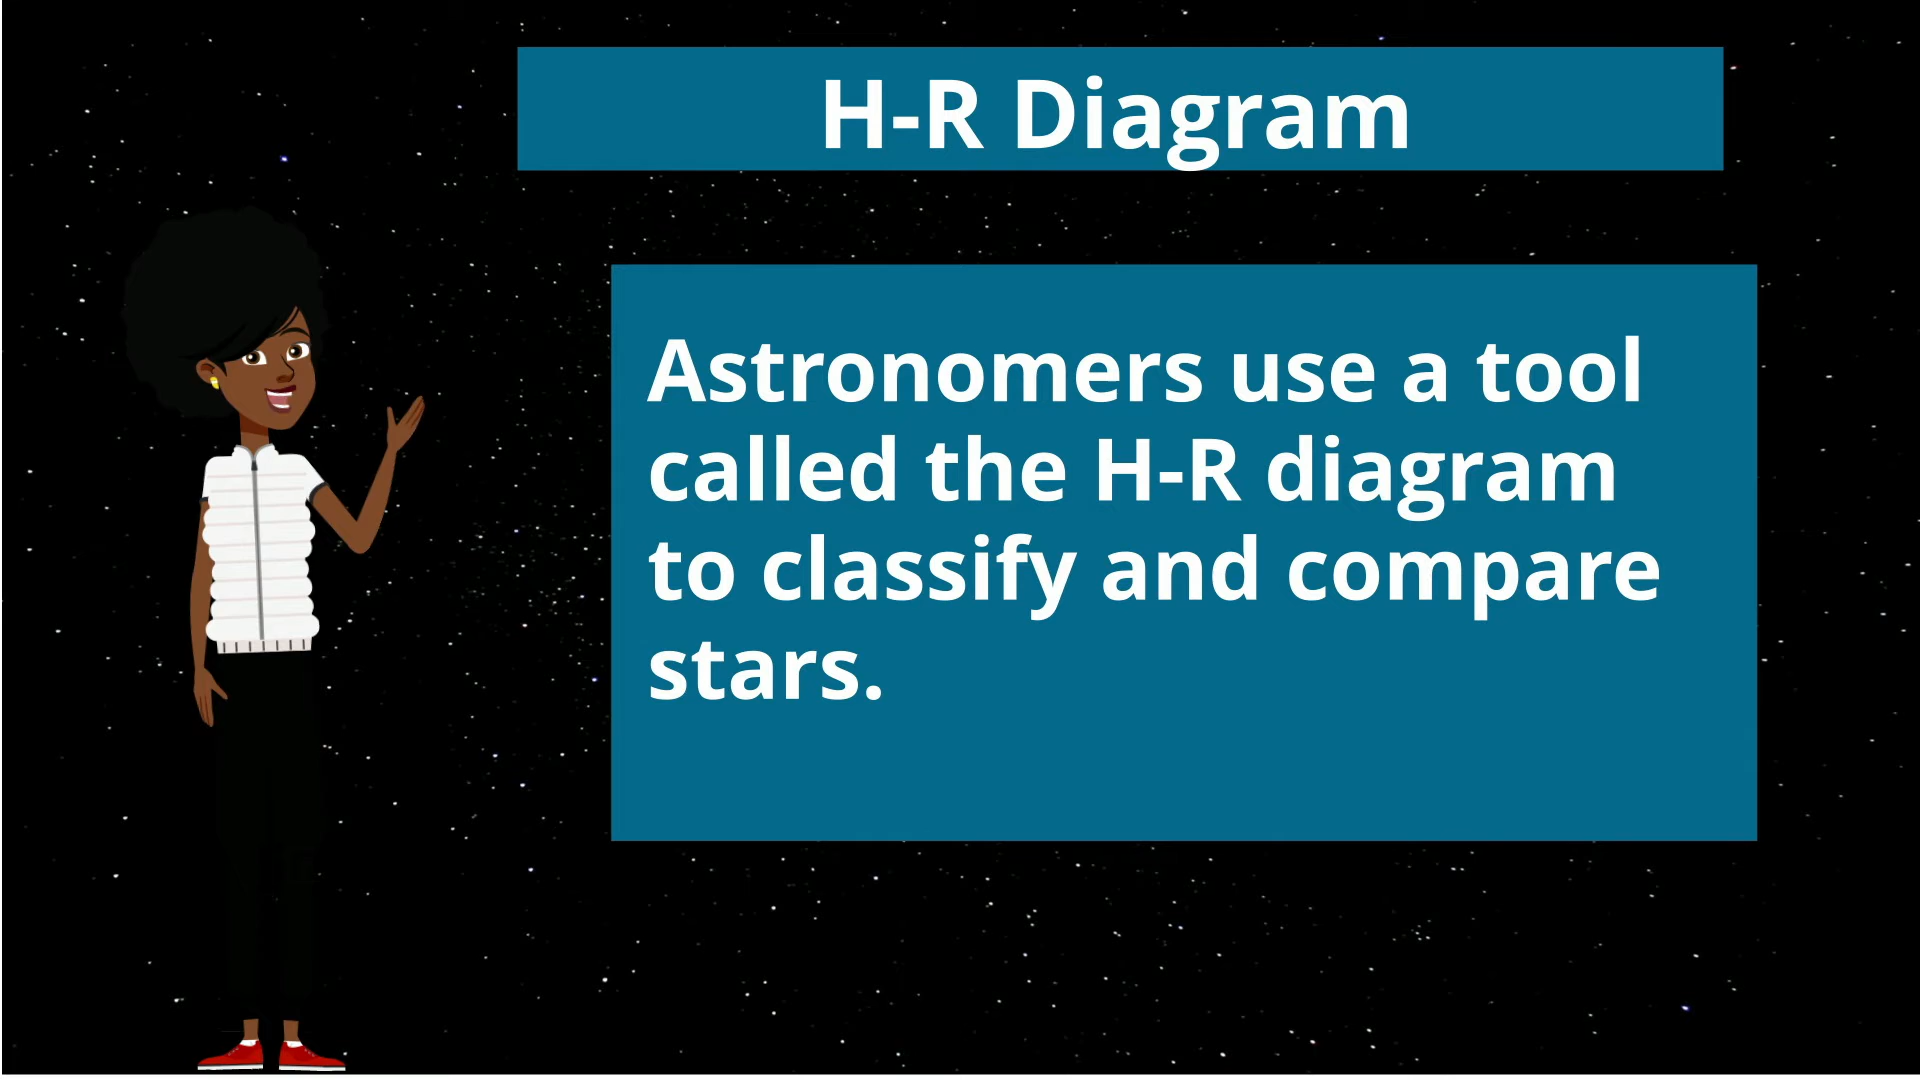 H-R Diagram
Astronomers use a tool
called the H-R diagram
to classify and compare
stars.